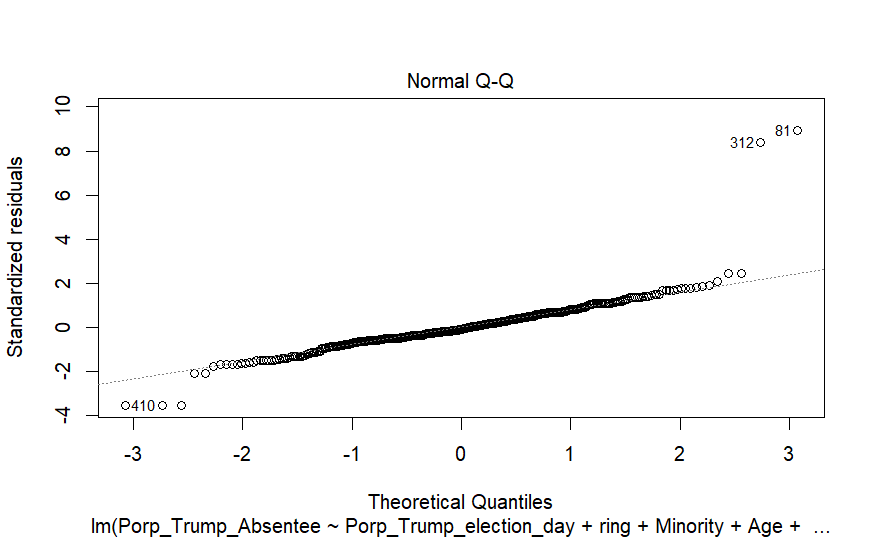 Normal Q-Q
Standardized residuals
10
8
6
4
2
0
-2
-4
81
312
410
-3 -2 -1 0 1 2 3
Theoretical Quantiles
lm(Porp_Trump_Absentee ~ Porp_Trump_election_day + ring + Minority + Age + ...